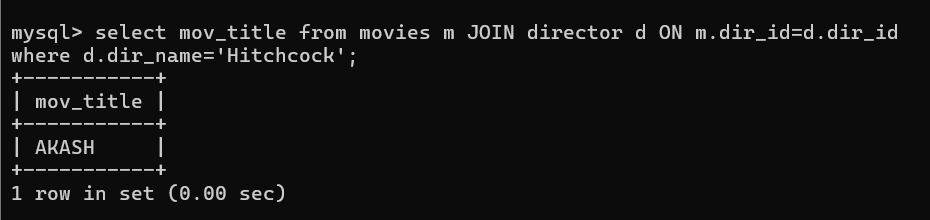 mysql> select mov_title from movies m JOIN director d ON m.dir_id=d.dir_id
where d.dir_name='Hitchcock';
+-----------+
| mov_title |
+-----------+
| AKASH     |
+-----------+
1 row in set (0.00 sec)